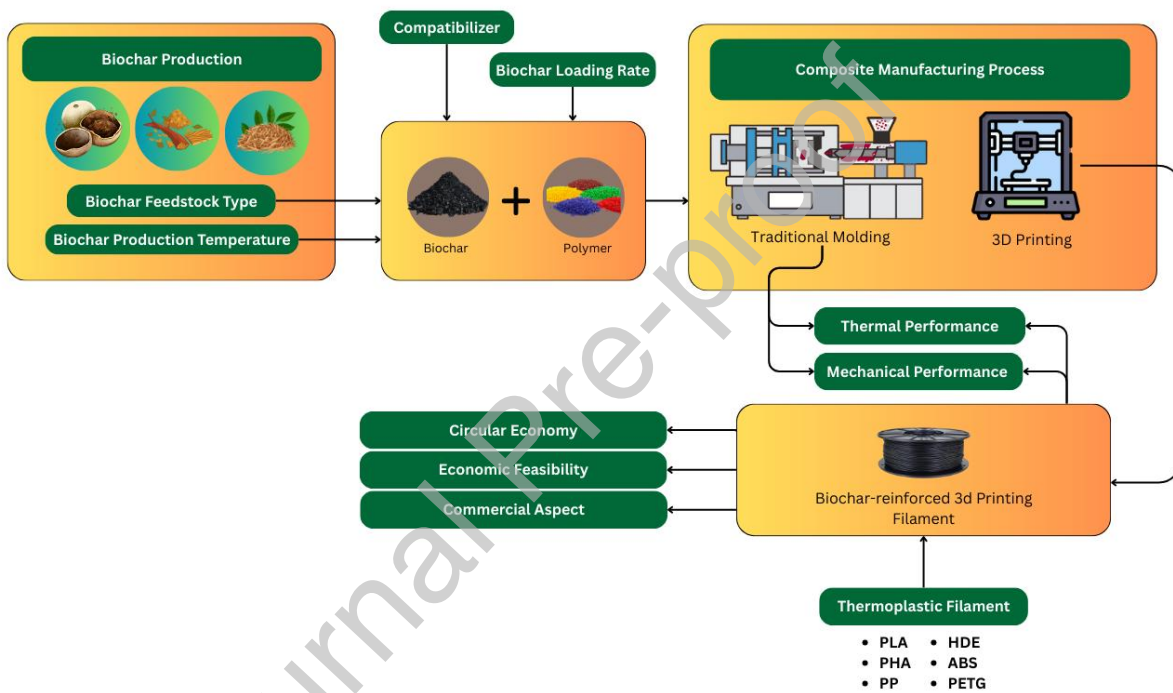 Biochar Production
Biochar Feedstock Type
Biochar Production Temperature
Compatibilizer
Biochar Loading Rate
Biochar
+
Polymer
Composite Manufacturing Process
Traditional Molding
3D Printing
Thermal Performance
Mechanical Performance
Circular Economy
Economic Feasibility
Commercial Aspect
Biochar-reinforced 3d Printing
Filament
Thermoplastic Filament
• PLA
• PHA
• PP
• HDE
• ABS
• PETG
urnal Pre-proof